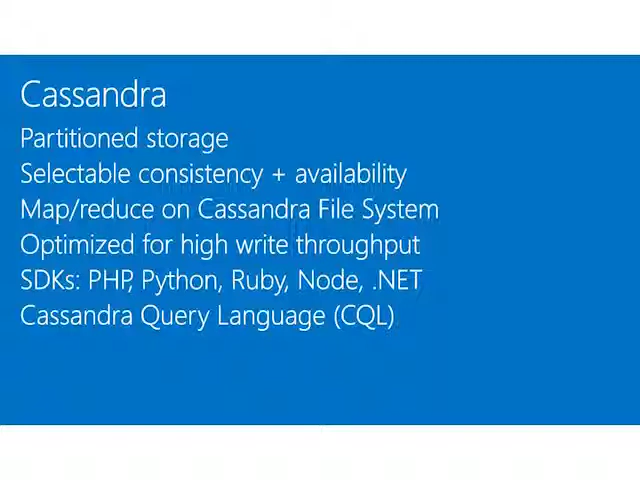 Cassandra
Partitioned storage
Selectable consistency + availability
Map/reduce on Cassandra File System
Optimized for high write throughput
SDKs: PHP, Python, Ruby, Node, .NET
Cassandra Query Language (CQL)